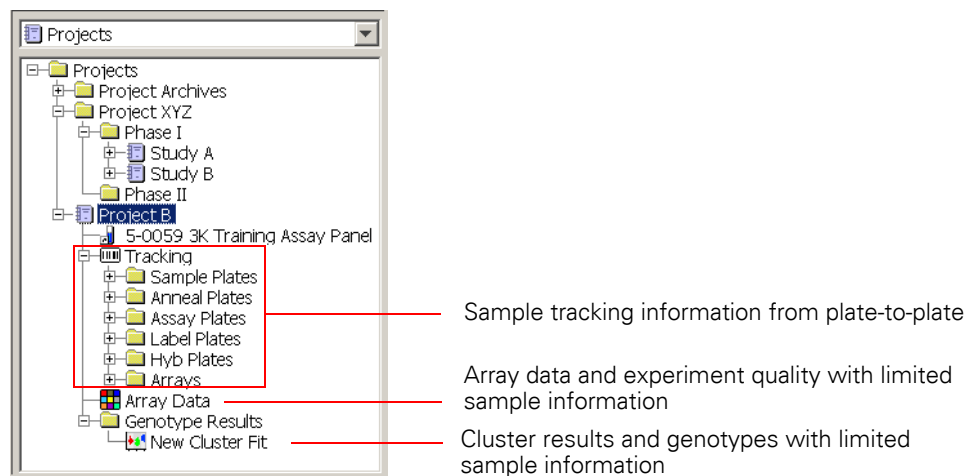 Projects
Projects
Project Archives
Project XYZ
Phase I
Study A
Study B
Phase II
Project B
5-0059 3K Training Assay Panel
Tracking
Sample Plates
Anneal Plates
Assay Plates
Label Plates
Hyb Plates
Arrays
Array Data
Genotype Results
New Cluster Fit
Sample tracking information from plate-to-plate
Array data and experiment quality with limited
sample information
Cluster results and genotypes with limited
sample information